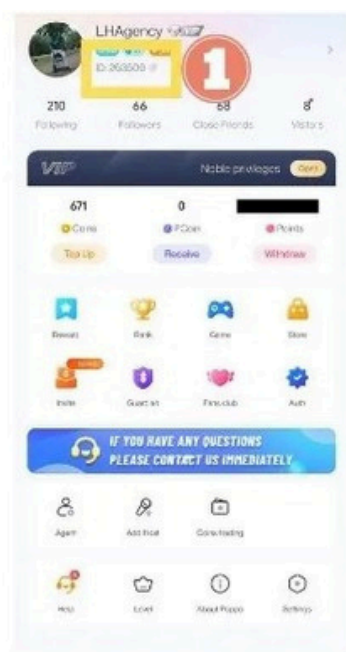 LHAgency
1
ID: 263509
210 66 68 8
Following Followers Close Friends Visitors
VIP Noble privileges Open
671 0
Coins PCoin Points
Top Up Receive Withdraw
Reward Rank Game Store
Invite Guardian Fans club Auth
IF YOU HAVE ANY QUESTIONS
PLEASE CONTACT US IMMEDIATELY
Agent Add Host Coins trading
Help Level About Poppo Settings